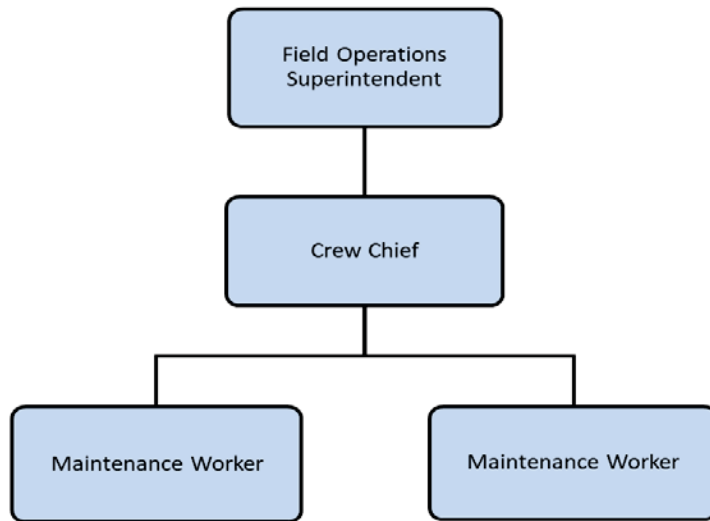 Field Operations
Superintendent
Crew Chief
Maintenance Worker
Maintenance Worker